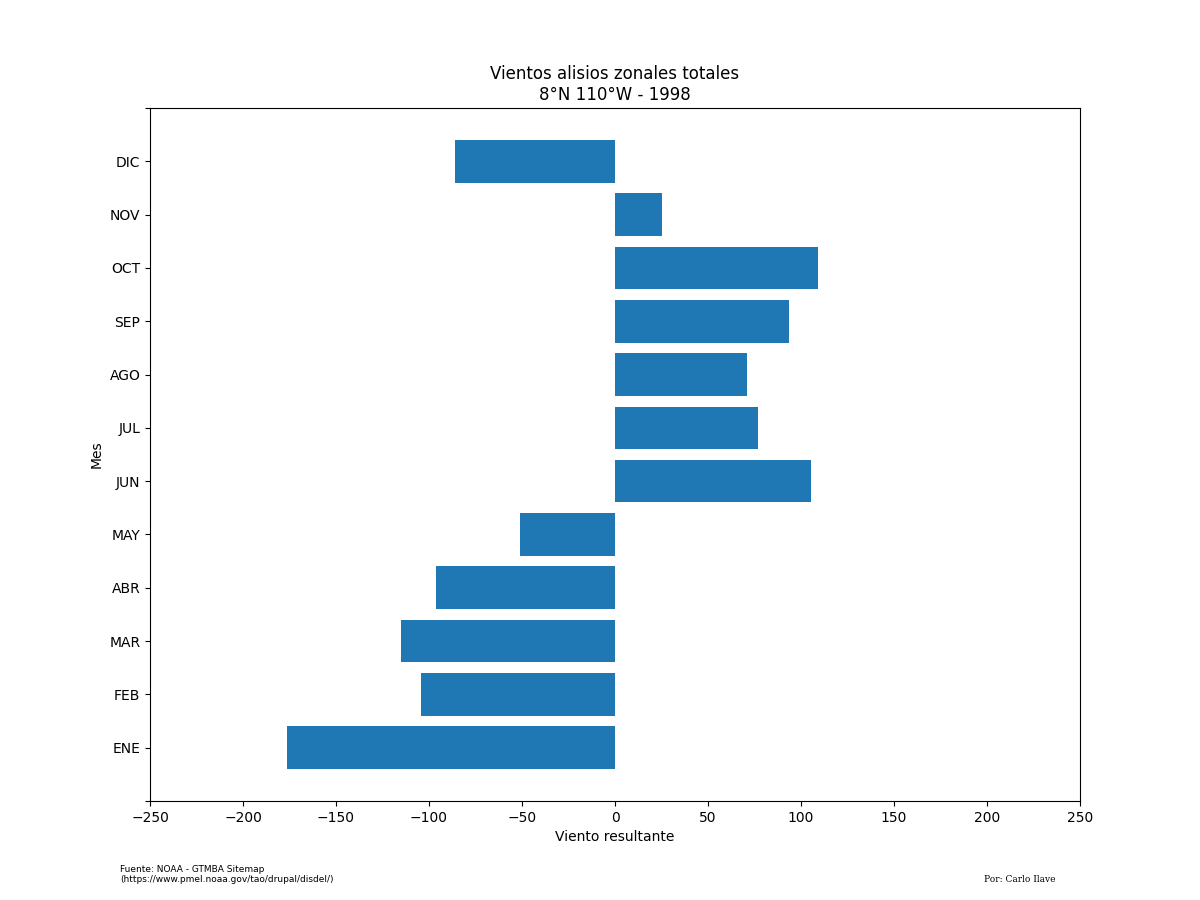 Vientos alisios zonales totales
8°N 110°W - 1998
DIC
NOV
OCT
SEP
AGO
JUL
JUN
MAY
ABR
MAR
FEB
ENE
Mes
−250 −200 −150 −100 −50 0 50 100 150 200 250
Viento resultante
Fuente: NOAA - GTMBA Sitemap
(https://www.pmel.noaa.gov/tao/drupal/disdel/)
Por: Carlo Ilave